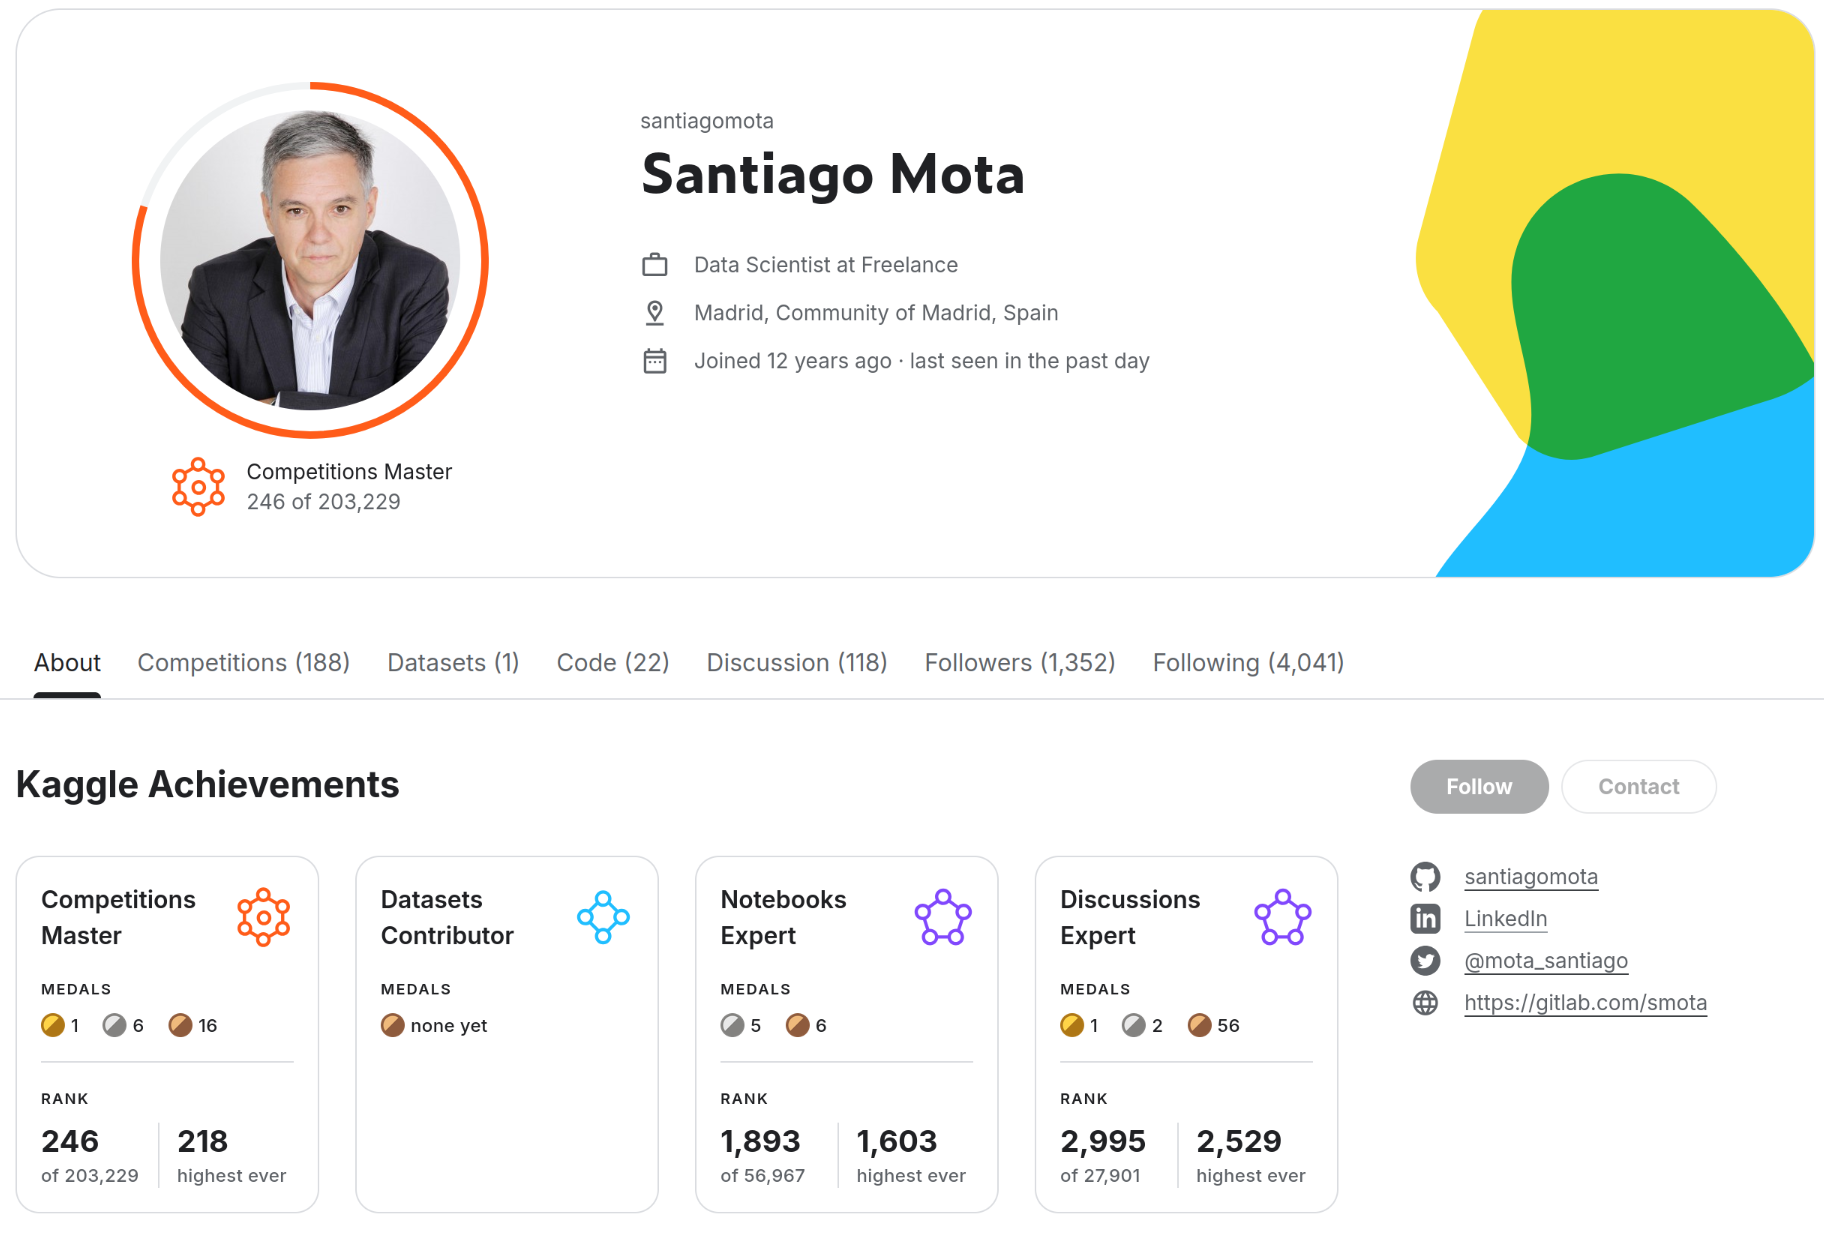 santiagomota
Santiago Mota
Data Scientist at Freelance
Madrid, Community of Madrid, Spain
Joined 12 years ago · last seen in the past day
Competitions Master
246 of 203,229
About
Competitions (188)
Datasets (1)
Code (22)
Discussion (118)
Followers (1,352)
Following (4,041)
Kaggle Achievements
Follow
Contact
Competitions
Master
MEDALS
1 6 16
RANK
246 218
of 203,229 highest ever
Datasets
Contributor
MEDALS
none yet
Notebooks
Expert
MEDALS
5 6
RANK
1,893 1,603
of 56,967 highest ever
Discussions
Expert
MEDALS
1 2 56
RANK
2,995 2,529
of 27,901 highest ever
santiagomota
in LinkedIn
@mota_santiago
https://gitlab.com/smota